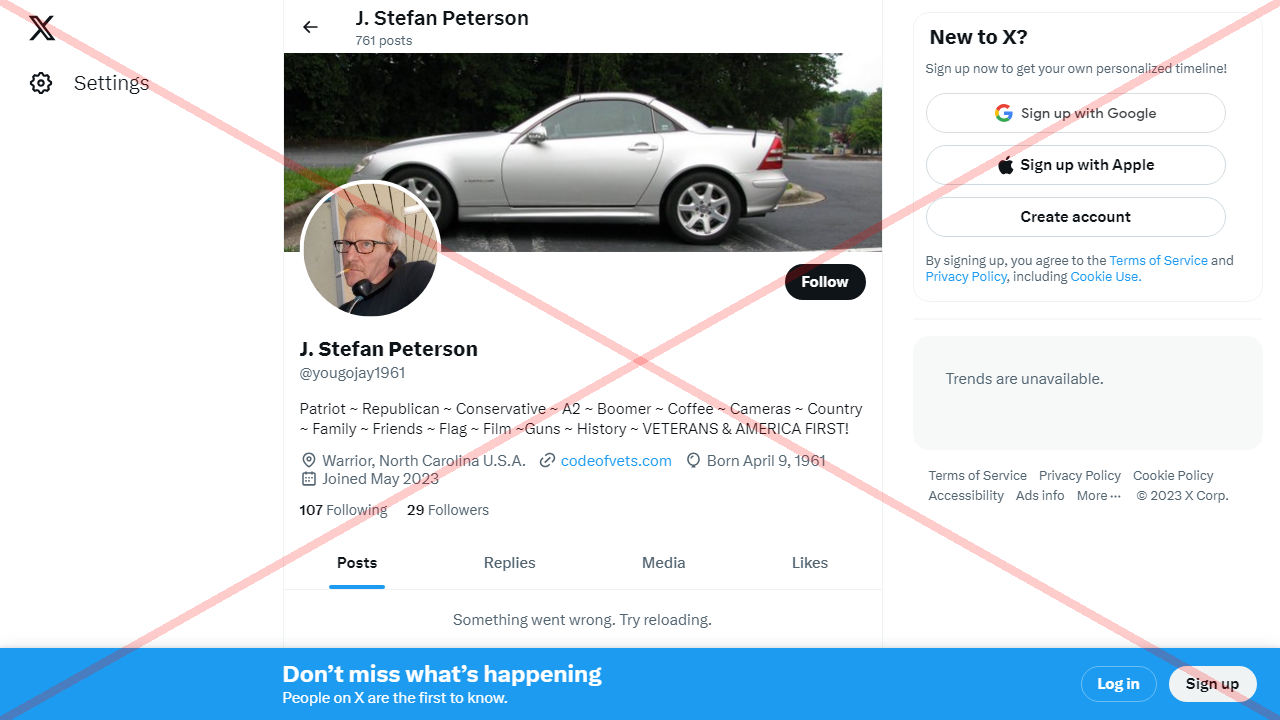 J. Stefan Peterson
761 posts
Settings
Follow
J. Stefan Peterson
@yougojay1961
Patriot ~ Republican ~ Conservative ~ A2 ~ Boomer ~ Coffee ~ Cameras ~ Country
~ Family ~ Friends ~ Flag ~ Film ~Guns ~ History ~ VETERANS & AMERICA FIRST!
Warrior, North Carolina U.S.A. codeofvets.com Born April 9, 1961
Joined May 2023
107 Following 29 Followers
Posts Replies Media Likes
Something went wrong. Try reloading.
New to X?
Sign up now to get your own personalized timeline!
Sign up with Google
Sign up with Apple
Create account
By signing up, you agree to the Terms of Service and
Privacy Policy, including Cookie Use.
Trends are unavailable.
Terms of Service Privacy Policy Cookie Policy
Accessibility Ads info More ··· © 2023 X Corp.
Don’t miss what’s happening
People on X are the first to know.
Log in Sign up